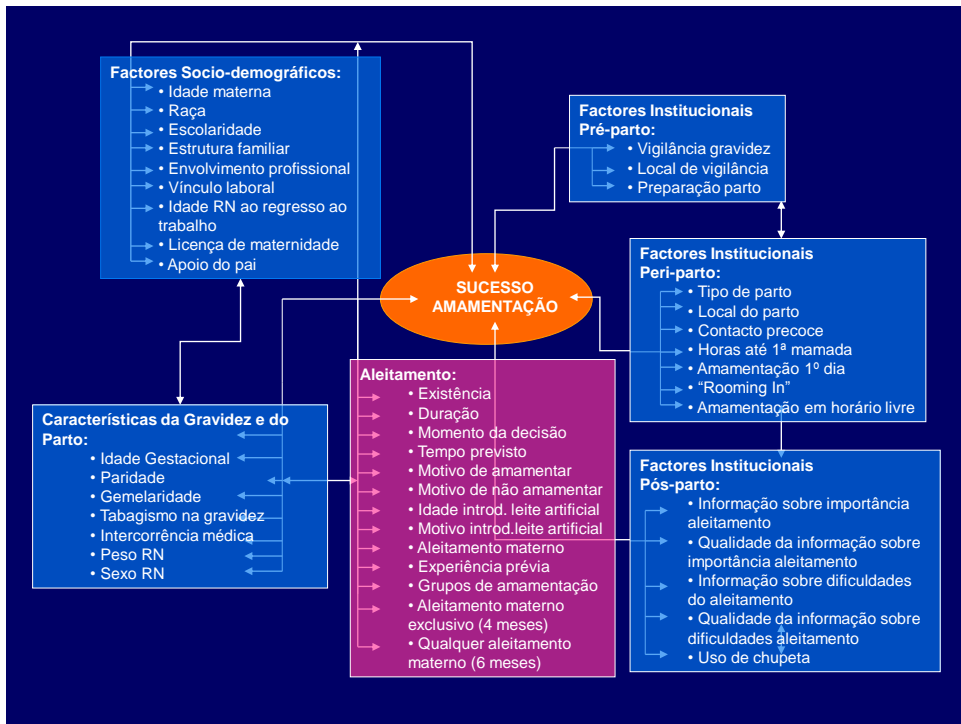 Factores Socio-demográficos:
• Idade materna
• Raça
• Escolaridade
• Estrutura familiar
• Envolvimento profissional
• Vínculo laboral
• Idade RN ao regresso ao
trabalho
• Licença de maternidade
• Apoio do pai
Factores Institucionais
Pré-parto:
• Vigilância gravidez
• Local de vigilância
• Preparação parto
SUCESSO
AMAMENTAÇÃO
Factores Institucionais
Peri-parto:
• Tipo de parto
• Local do parto
• Contacto precoce
• Horas até 1ª mamada
• Amamentação 1º dia
• “Rooming In”
• Amamentação em horário livre
Características da Gravidez e do
Parto:
• Idade Gestacional
• Paridade
• Gemelaridade
• Tabagismo na gravidez
• Intercorrência médica
• Peso RN
• Sexo RN
Aleitamento:
• Existência
• Duração
• Momento da decisão
• Tempo previsto
• Motivo de amamentar
• Motivo de não amamentar
• Idade introd. leite artificial
• Motivo introd.leite artificial
• Aleitamento materno
• Experiência prévia
• Grupos de amamentação
• Aleitamento materno
exclusivo (4 meses)
• Qualquer aleitamento
materno (6 meses)
Factores Institucionais
Pós-parto:
• Informação sobre importância
aleitamento
• Qualidade da informação sobre
importância aleitamento
• Informação sobre dificuldades
do aleitamento
• Qualidade da informação sobre
dificuldades aleitamento
• Uso de chupeta